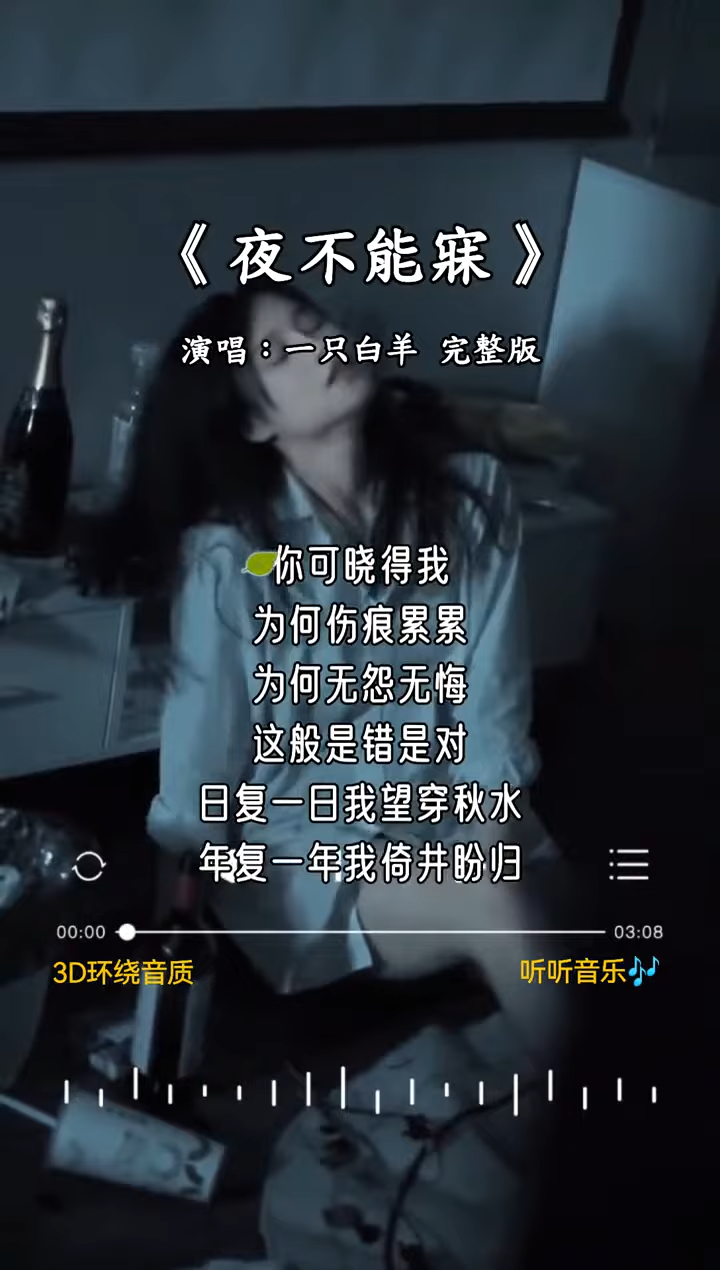 《夜不能寐》
演唱：一只白羊 完整版
你可晓得我
为何伤痕累累
为何无怨无悔
这般是错是对
日复一日我望穿秋水
年复一年我倚井盼归
00:00
03:08
3D环绕音质
听听音乐🎶